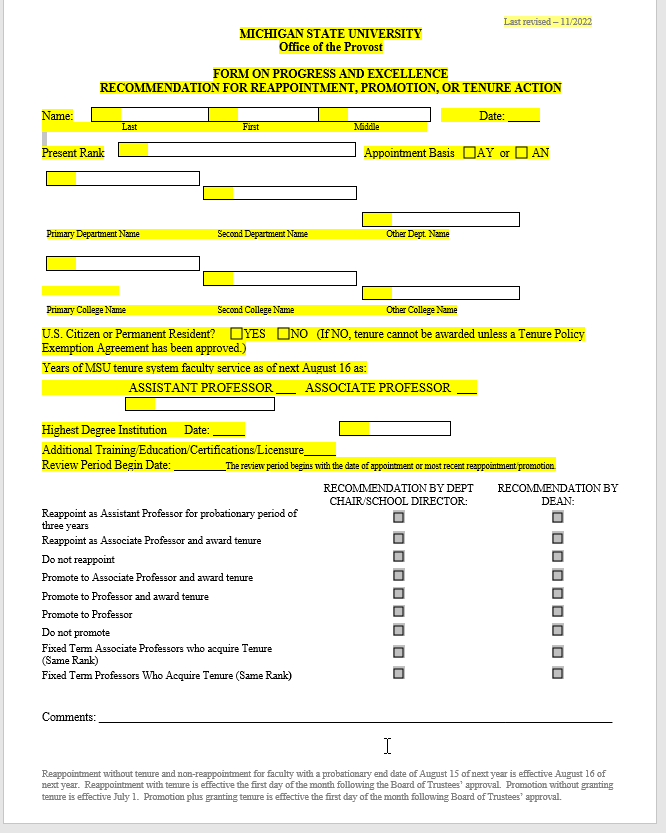 Last revised – 11/2022
MICHIGAN STATE UNIVERSITY
Office of the Provost
FORM ON PROGRESS AND EXCELLENCE
RECOMMENDATION FOR REAPPOINTMENT, PROMOTION, OR TENURE ACTION
Name: Date: _____
Last First Middle
Present Rank Appointment Basis ☐AY or ☐ AN
Primary Department Name Second Department Name Other Dept. Name
Primary College Name Second College Name Other College Name
U.S. Citizen or Permanent Resident? ☐YES ☐NO (If NO, tenure cannot be awarded unless a Tenure Policy
Exemption Agreement has been approved.)
Years of MSU tenure system faculty service as of next August 16 as:
ASSISTANT PROFESSOR ___ ASSOCIATE PROFESSOR ___
Highest Degree Institution Date: _____
Additional Training/Education/Certifications/Licensure_____
Review Period Begin Date: ________The review period begins with the date of appointment or most recent reappointment/promotion.
RECOMMENDATION BY DEPT RECOMMENDATION BY
CHAIR/SCHOOL DIRECTOR: DEAN:
Reappoint as Assistant Professor for probationary period of
three years
Reappoint as Associate Professor and award tenure
Do not reappoint
Promote to Associate Professor and award tenure
Promote to Professor and award tenure
Promote to Professor
Do not promote
Fixed Term Associate Professors who acquire Tenure
(Same Rank)
Fixed Term Professors Who Acquire Tenure (Same Rank)
Comments: ____________________
Reappointment without tenure and non-reappointment for faculty with a probationary end date of August 15 of next year is effective August 16 of
next year. Reappointment with tenure is effective the first day of the month following the Board of Trustees' approval. Promotion without granting
tenure is effective July 1. Promotion plus granting tenure is effective the first day of the month following Board of Trustees' approval.